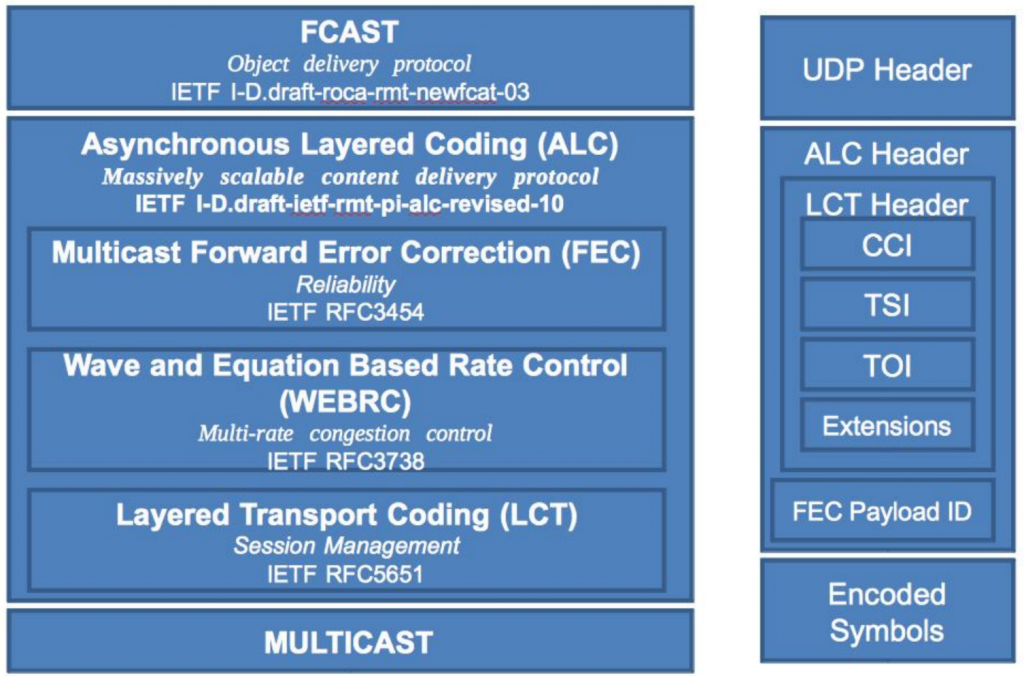 FCAST
Object delivery protocol
IETF I-D.draft-roca-rmt-newfcat-03
Asynchronous Layered Coding (ALC)
Massively scalable content delivery protocol
IETF I-D.draft-ietf-rmt-pi-alc-revised-10
Multicast Forward Error Correction (FEC)
Reliability
IETF RFC3454
Wave and Equation Based Rate Control
(WEBRC)
Multi-rate congestion control
IETF RFC3738
Layered Transport Coding (LCT)
Session Management
IETF RFC5651
MULTICAST
UDP Header
ALC Header
LCT Header
CCI
TSI
TOI
Extensions
FEC Payload ID
Encoded
Symbols